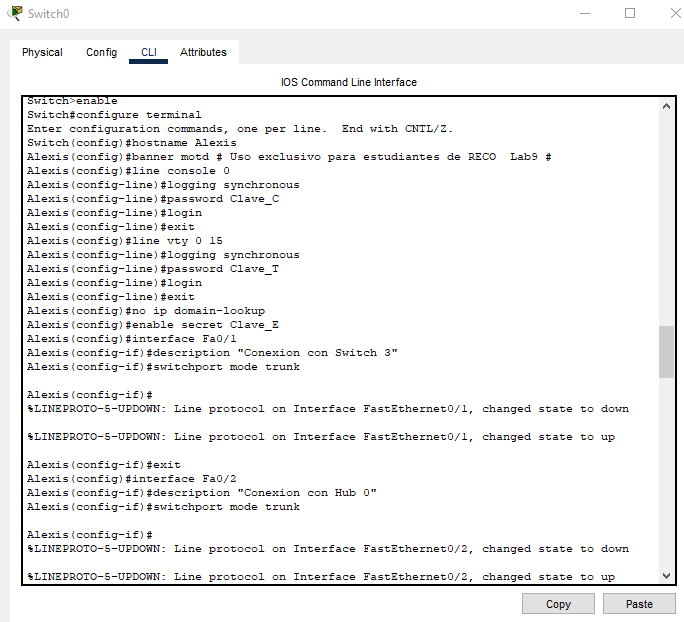 Switch0
Physical Config CLI Attributes
IOS Command Line Interface
Switch>enable
Switch#configure terminal
Enter configuration commands, one per line.  End with CNTL/Z.
Switch(config)#hostname Alexis
Alexis(config)#banner motd # Uso exclusivo para estudiantes de RECO  Lab9 #
Alexis(config)#line console 0
Alexis(config-line)#logging synchronous
Alexis(config-line)#password Clave_C
Alexis(config-line)#login
Alexis(config-line)#exit
Alexis(config)#line vty 0 15
Alexis(config-line)#logging synchronous
Alexis(config-line)#password Clave_T
Alexis(config-line)#login
Alexis(config-line)#exit
Alexis(config)#no ip domain-lookup
Alexis(config)#enable secret Clave_E
Alexis(config)#interface Fa0/1
Alexis(config-if)#description "Conexion con Switch 3"
Alexis(config-if)#switchport mode trunk
Alexis(config-if)#
%LINEPROTO-5-UPDOWN: Line protocol on Interface FastEthernet0/1, changed state to down
%LINEPROTO-5-UPDOWN: Line protocol on Interface FastEthernet0/1, changed state to up
Alexis(config-if)#exit
Alexis(config)#interface Fa0/2
Alexis(config-if)#description "Conexion con Hub 0"
Alexis(config-if)#switchport mode trunk
Alexis(config-if)#
%LINEPROTO-5-UPDOWN: Line protocol on Interface FastEthernet0/2, changed state to down
%LINEPROTO-5-UPDOWN: Line protocol on Interface FastEthernet0/2, changed state to up
Copy Paste